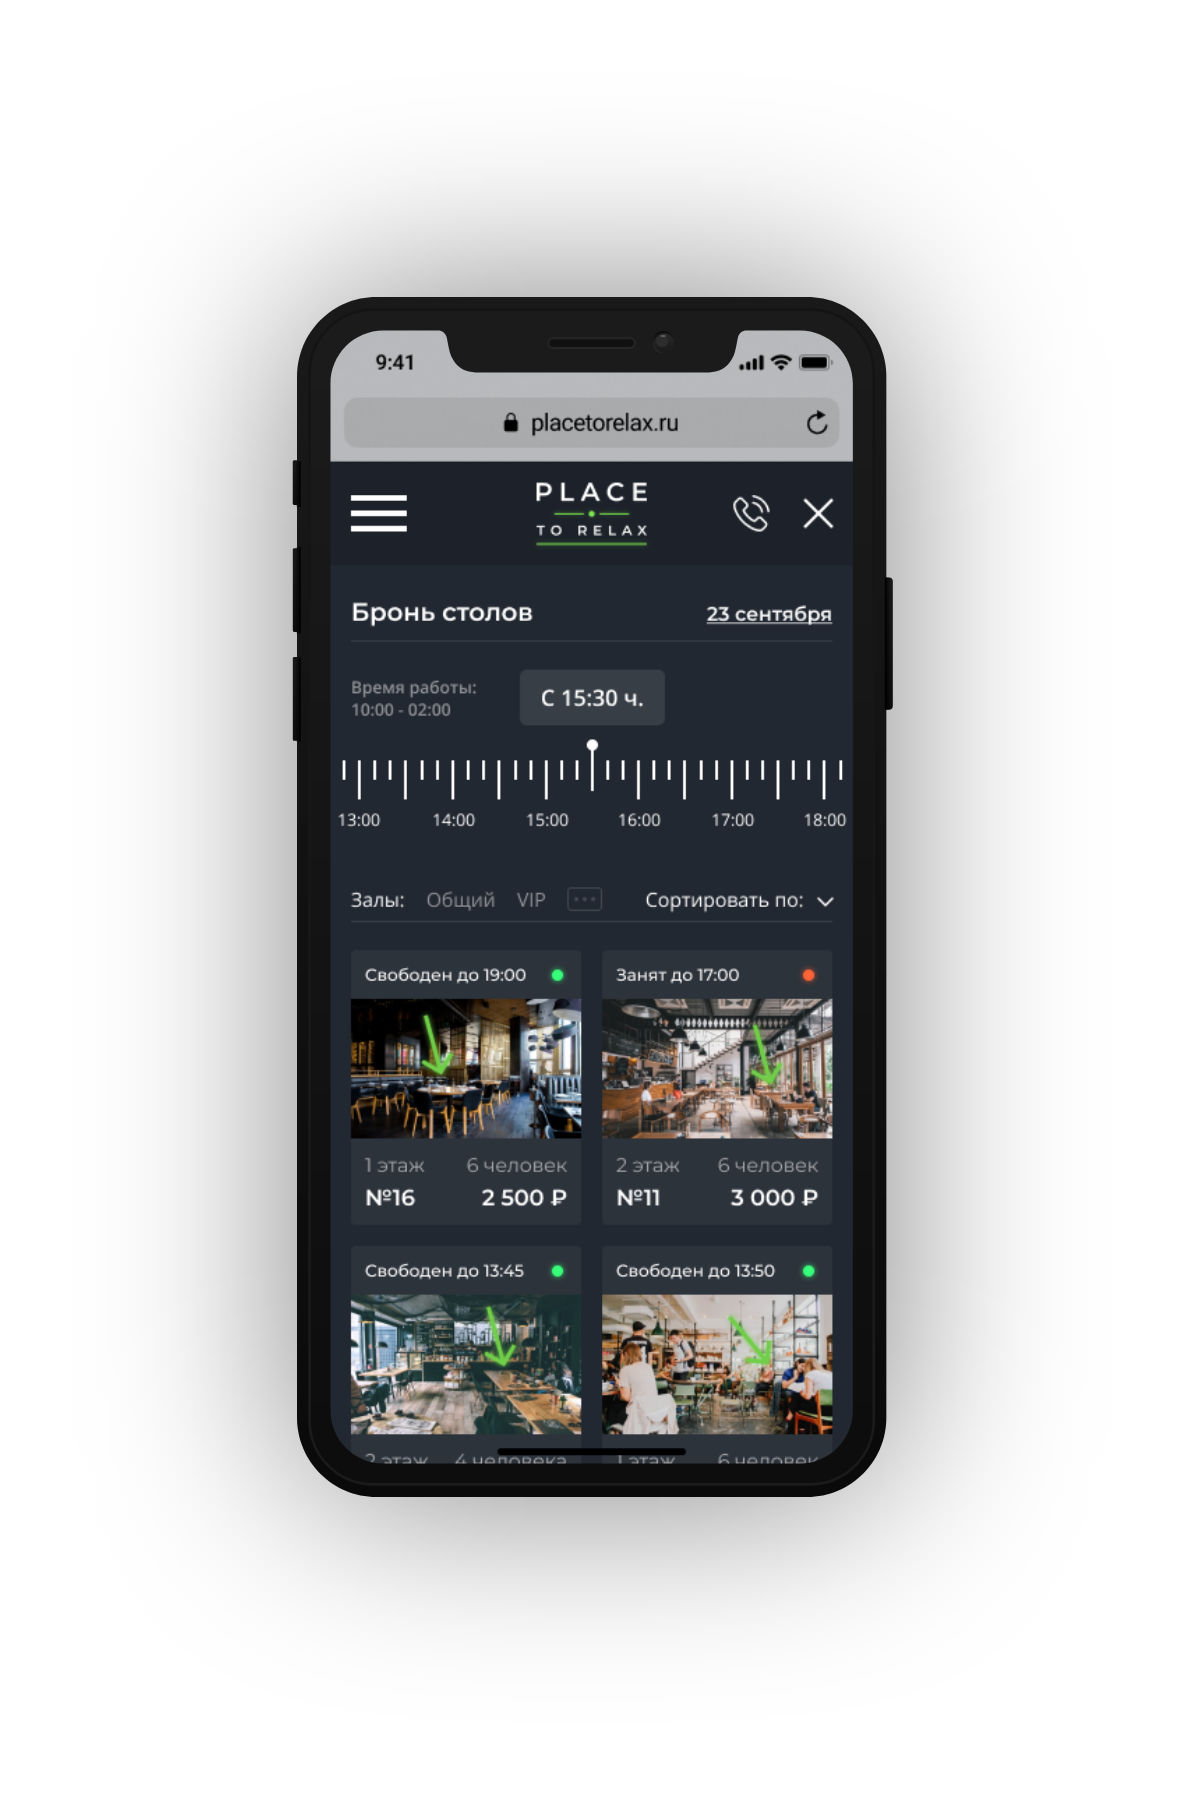 9:41
placetorelax.ru
PLACE
TO RELAX
Бронь столов
23 сентября
Время работы:
10:00 - 02:00
С 15:30 ч.
13:00 14:00 15:00 16:00 17:00 18:00
Залы: Общий VIP Сортировать по:
Свободен до 19:00
1 этаж 6 человек
№16 2 500 ₽
Занят до 17:00
2 этаж 6 человек
№11 3 000 ₽
Свободен до 13:45
2 этаж 4 человека
Свободен до 13:50
1 этаж 6 человек